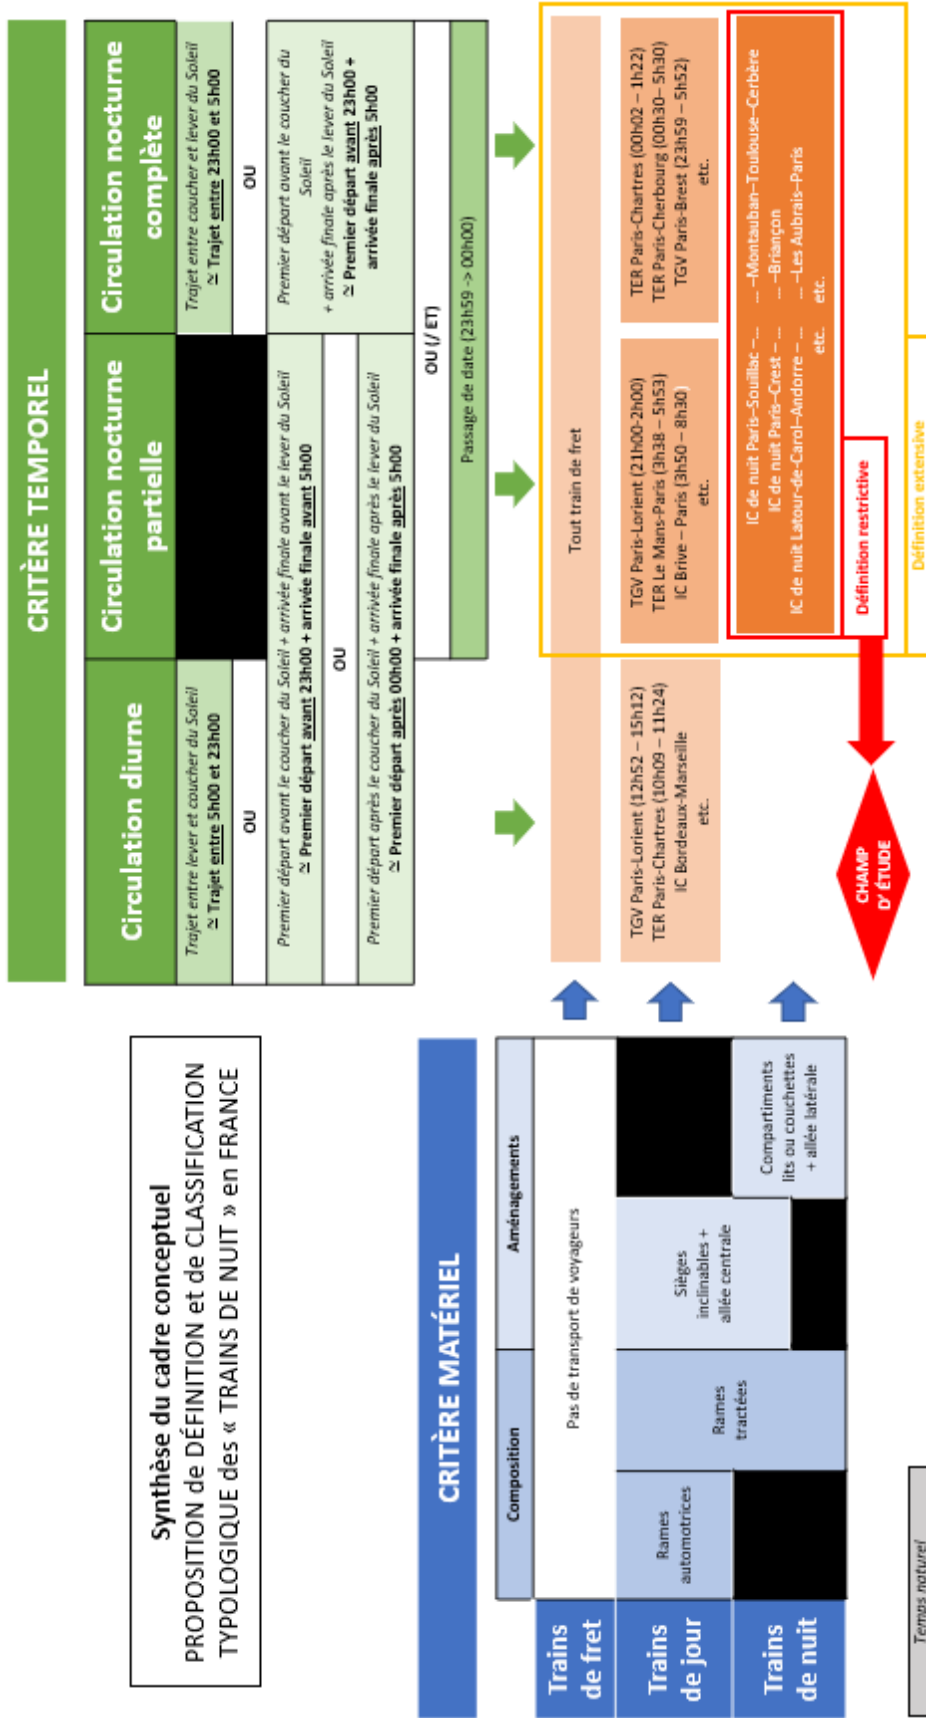 Synthèse du cadre conceptuel
PROPOSITION de DÉFINITION et de CLASSIFICATION
TYPOLOGIQUE des « TRAINS DE NUIT » en FRANCE
CRITÈRE TEMPOREL
Circulation diurne
Circulation nocturne
partielle
Circulation nocturne
complète
Trajet entre lever et coucher du Soleil
≃ Trajet entre 5h00 et 23h00
Trajet entre coucher et lever du Soleil
≃ Trajet entre 23h00 et 5h00
OU
OU
Premier départ avant le coucher du Soleil + arrivée finale avant le lever du Soleil
≃ Premier départ avant 23h00 + arrivée finale avant 5h00
OU
Premier départ après le coucher du Soleil + arrivée finale après le lever du Soleil
≃ Premier départ après 00h00 + arrivée finale après 5h00
Premier départ avant le coucher du
Soleil
+ arrivée finale après le lever du Soleil
≃ Premier départ avant 23h00 +
arrivée finale après 5h00
OU (/ ET)
Passage de date (23h59 -> 00h00)
CRITÈRE MATÉRIEL
Composition
Aménagements
Trains
de fret
Pas de transport de voyageurs
Tout train de fret
Trains
de jour
Rames
automotrices
Rames
tractées
Sièges
inclinables +
allée centrale
TGV Paris-Lorient (12h52 – 15h12)
TER Paris-Chartres (10h09 – 11h24)
IC Bordeaux-Marseille
etc.
TGV Paris-Lorient (21h00-2h00)
TER Le Mans-Paris (3h38 – 5h53)
IC Brive – Paris (3h50 – 8h30)
etc.
TER Paris-Chartres (00h02 – 1h22)
TER Paris-Cherbourg (00h30– 5h30)
TGV Paris-Brest (23h59 – 5h52)
etc.
Trains
de nuit
Compartiments
lits ou couchettes
+ allée latérale
IC de nuit Paris–Souillac –... ... –Montauban–Toulouse–Cerbère
IC de nuit Paris–Crest – ... ... –Briançon
IC de nuit Latour-de-Carol–Andorre – ... ... –Les Aubrais–Paris
etc. etc.
CHAMP
D' ÉTUDE
Définition restrictive
Définition extensive
Temps naturel